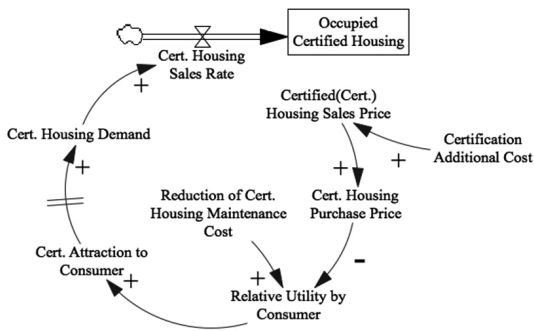 Occupied
Certified Housing
Cert. Housing
Sales Rate
+
Certified(Cert.)
Housing Sales Price
Cert. Housing Demand
+
Certification
Additional Cost
+
+
Reduction of Cert.
Housing Maintenance
Cost
Cert. Housing
Purchase Price
Cert. Attraction to
Consumer
+
+
-
Relative Utility by
Consumer